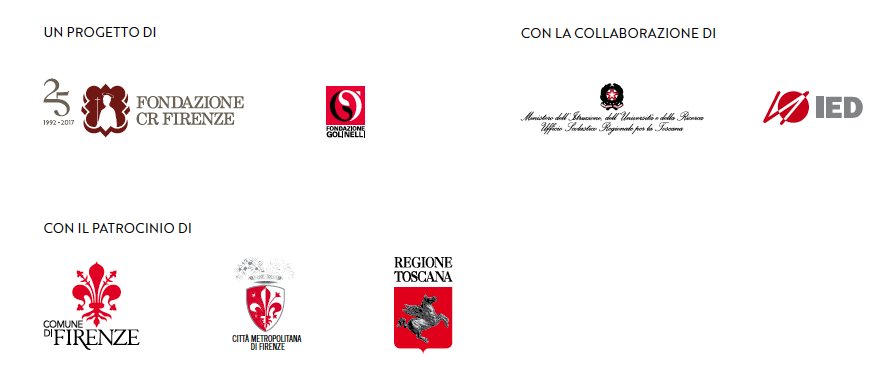 UN PROGETTO DI
CON LA COLLABORAZIONE DI
25
1992-2017
FONDAZIONE
CR FIRENZE
FONDAZIONE
GOLINELLI
Ministero dell'Istruzione, dell'Università e della Ricerca
Ufficio Scolastico Regionale per la Toscana
IED
CON IL PATROCINIO DI
COMUNE
DI FIRENZE
CITTÀ METROPOLITANA
DI FIRENZE
REGIONE
TOSCANA